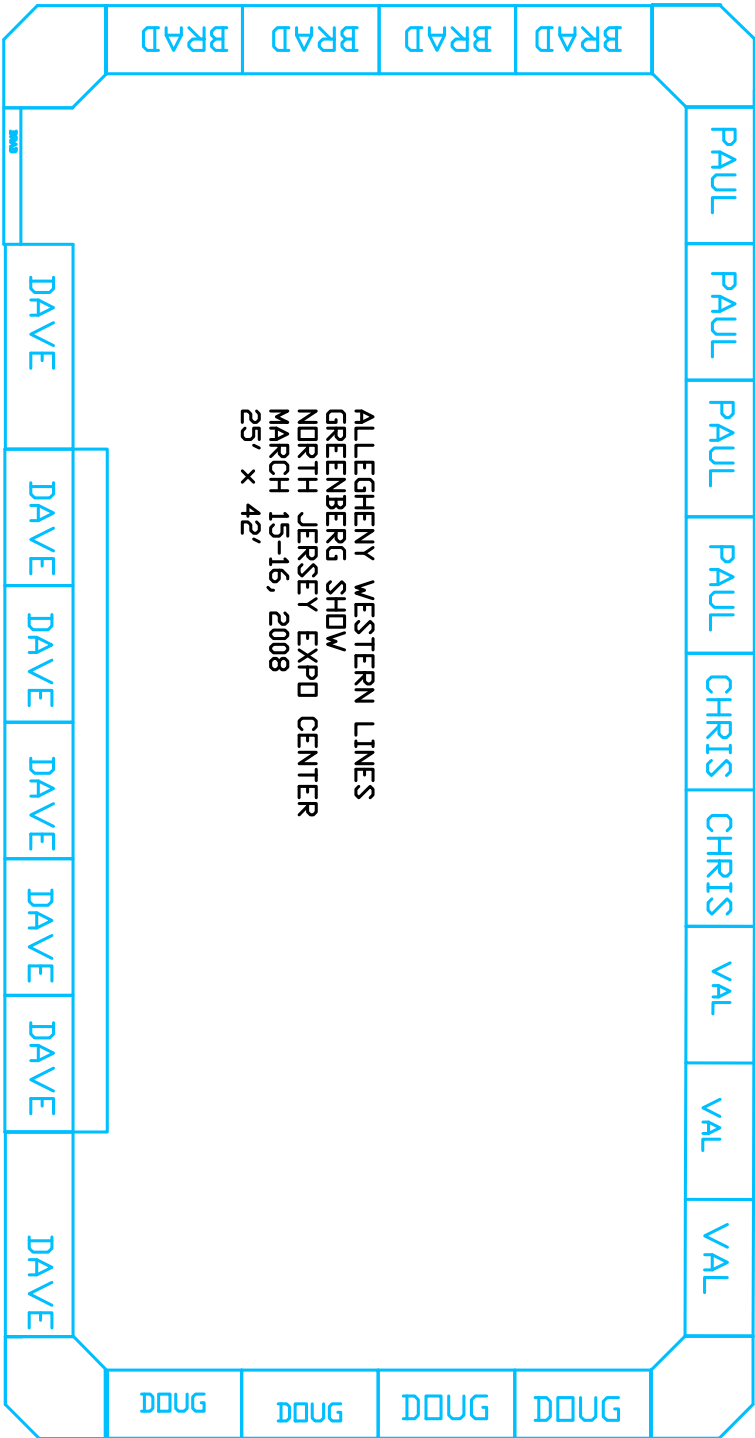 BRAD
BRAD
BRAD
BRAD
BRAD
PAUL
PAUL
PAUL
PAUL
CHRIS
CHRIS
VAL
VAL
VAL
DAVE
DAVE
DAVE
DAVE
DAVE
DAVE
DAVE
ALLEGHENY WESTERN LINES
GREENBERG SHOW
NORTH JERSEY EXPO CENTER
MARCH 15-16, 2008
25' x 42'
DOUG
DOUG
DOUG
DOUG